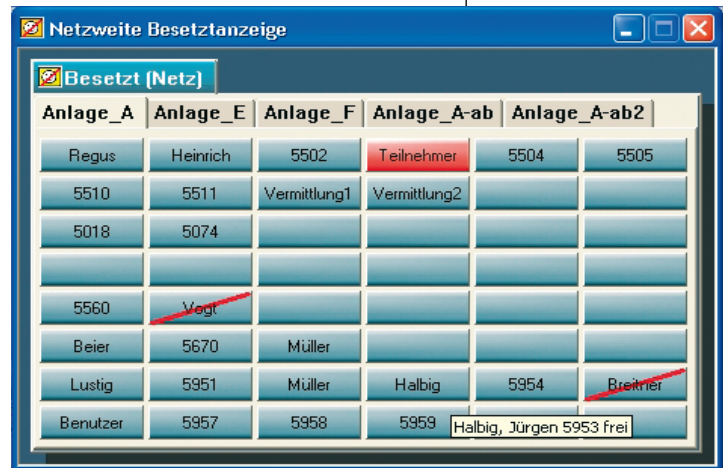 Netzweite Besetztanzeige
Besetzt (Netz)
Anlage_A Anlage_E Anlage_F Anlage_A-ab Anlage_A-ab2
Regus Heinrich 5502 Teilnehmer 5504 5505
5510 5511 Vermittlung1 Vermittlung2
5018 5074
5560 Vogt
Beier 5670 Müller
Lustig 5951 Müller Halbig 5954 Breitner
Benutzer 5957 5958 5959
Halbig, Jürgen 5953 frei